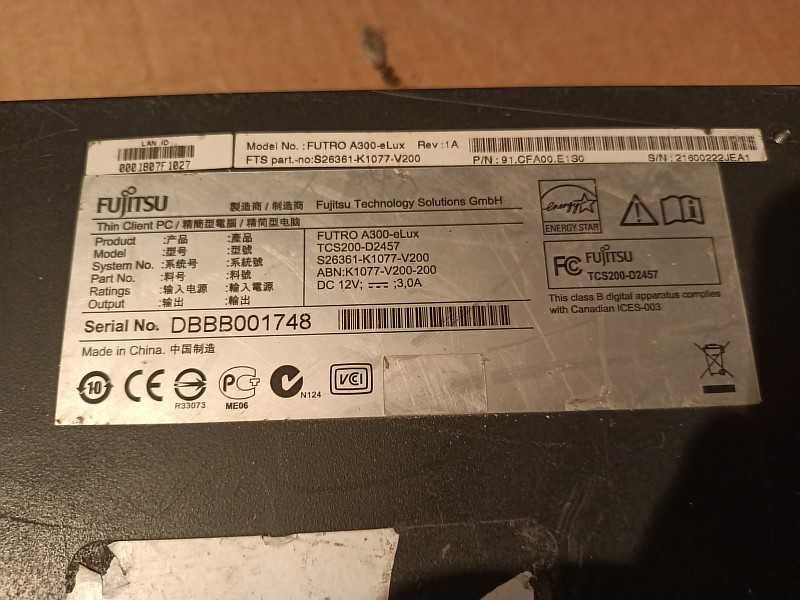 LAN ID
0001B07F1027
Model No. :FUTRO A300-eLux Rev :1A
FTS part.-no:S26361-K1077-V200
P/N : 91.CFA00.E1S0 S/N : 21600222JEA1
FUJITSU 製造商 / 制造商 Fujitsu Technology Solutions GmbH
Thin Client PC / 精簡型電腦 / 精简型电脑
Product :产品 :產品 FUTRO A300-eLux
Model :型号 :型號 TCS200-D2457
System No. :系统号 :系統號 S26361-K1077-V200
Part No. :料号 :料號 ABN:K1077-V200-200
Ratings :输入电源 :輸入電源 DC 12V; ;3,0A
Output :输出 :輸出
energy
ENERGY STAR
FC FUJITSU
TCS200-D2457
This class B digital apparatus complies
with Canadian ICES-003
Serial No. DBBB001748
Made in China. 中国制造
10 CE R33073 ME06 N124 VCI